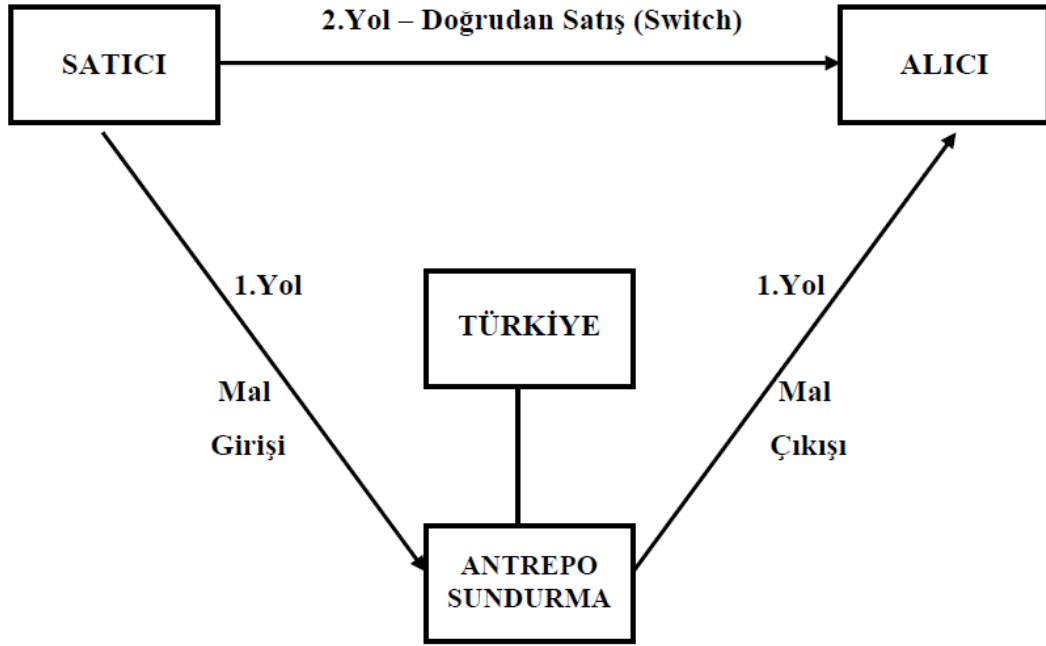 2.Yol – Doğrudan Satış (Switch)
SATICI
ALICI
1.Yol
1.Yol
TÜRKİYE
Mal
Girişi
Mal
Çıkışı
ANTREPO
SUNDURMA